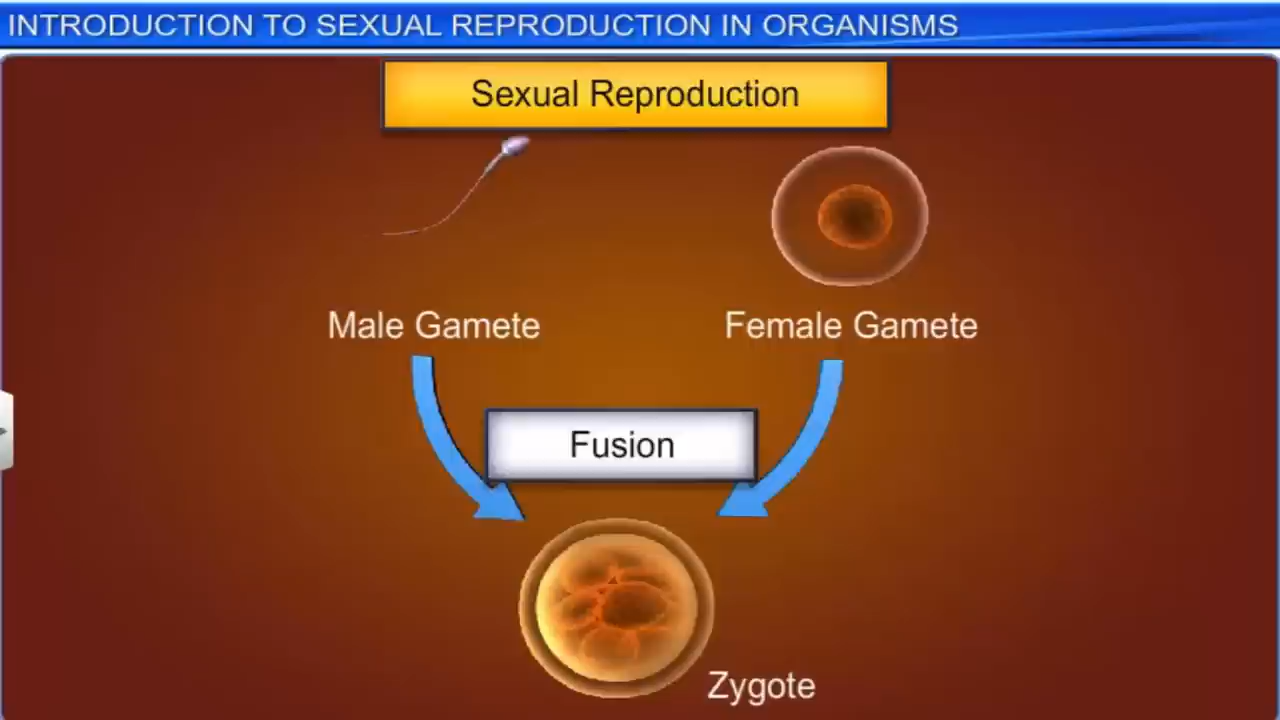 INTRODUCTION TO SEXUAL REPRODUCTION IN ORGANISMS
Sexual Reproduction
Male Gamete
Female Gamete
Fusion
Zygote